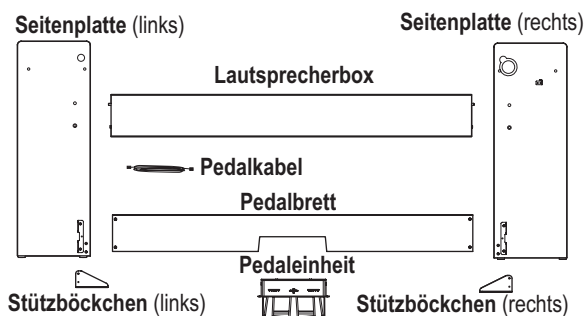 Seitenplatte (links)
Seitenplatte (rechts)
Lautsprecherbox
Pedalkabel
Pedalbrett
Pedaleinheit
Stützböckchen (links)
Stützböckchen (rechts)